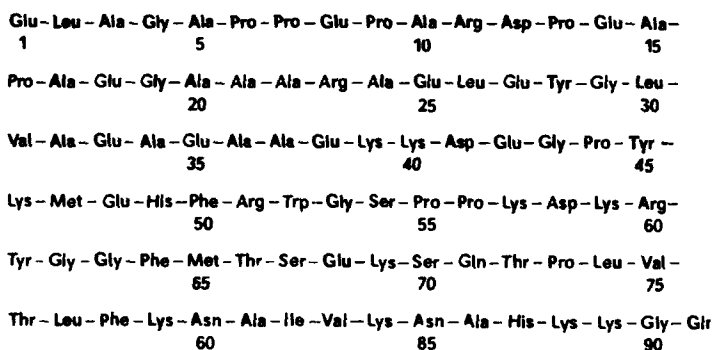 Glu-Leu-Ala-Gly-Ala-Pro-Pro-Glu-Pro-Ala-Arg-Asp-Pro-Glu-Ala-
1 5 10 15
Pro-Ala-Glu-Gly-Ala-Ala-Ala-Arg-Ala-Glu-Leu-Glu-Tyr-Gly-Leu-
20 25 30
Val-Ala-Glu-Ala-Glu-Ala-Ala-Glu-Lys-Lys-Asp-Glu-Gly-Pro-Tyr-
35 40 45
Lys-Met-Glu-His-Phe-Arg-Trp-Gly-Ser-Pro-Pro-Lys-Asp-Lys-Arg-
50 55 60
Tyr-Gly-Gly-Phe-Met-Thr-Ser-Glu-Lys-Ser-Gln-Thr-Pro-Leu-Val-
65 70 75
Thr-Leu-Phe-Lys-Asn-Ala-Ile-Val-Lys-Asn-Ala-His-Lys-Lys-Gly-Gln
60 85 90